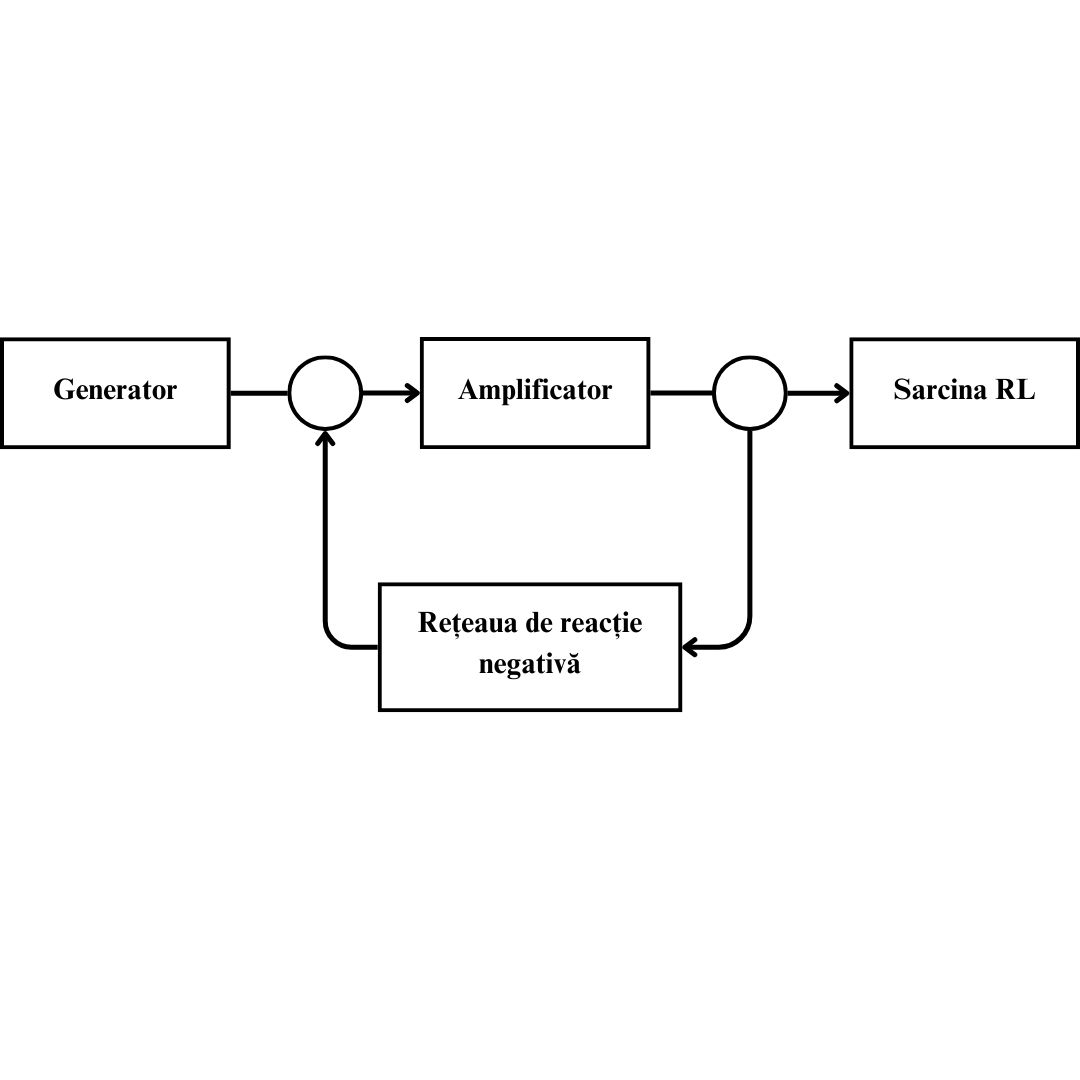 Generator
Amplificator
Sarcina RL
Rețeaua de reacție
negativă